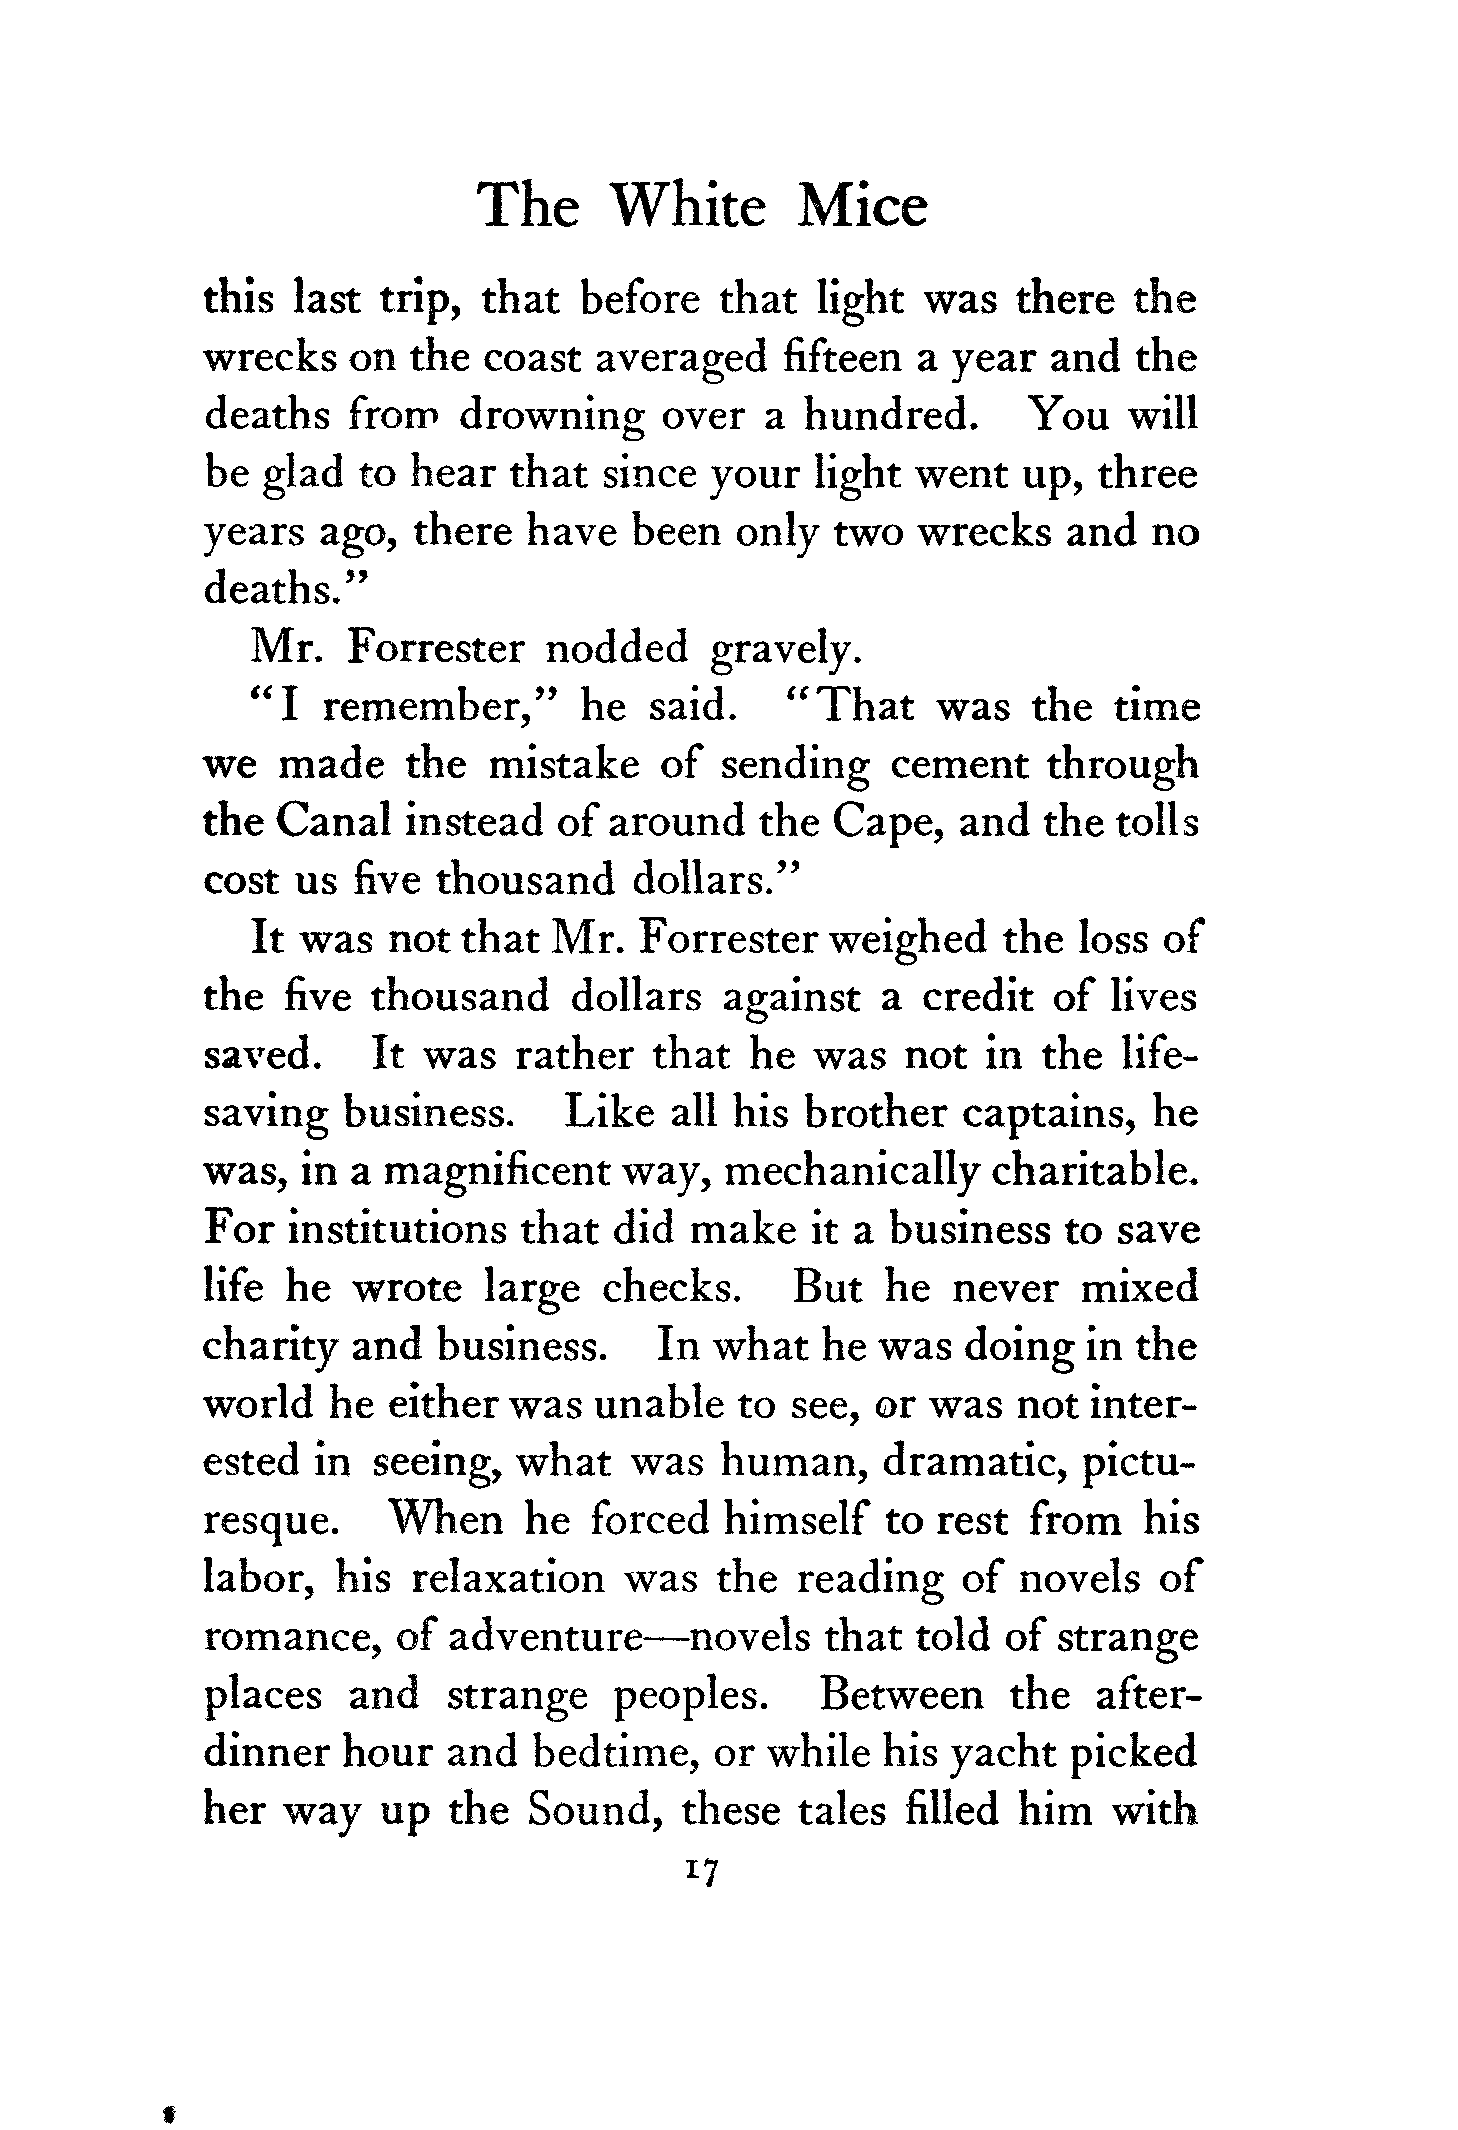 The White Mice
this last trip, that before that light was there the
wrecks on the coast averaged fifteen a year and the
deaths from drowning over a hundred. You will
be glad to hear that since your light went up, three
years ago, there have been only two wrecks and no
deaths."
Mr. Forrester nodded gravely.
"I remember," he said. "That was the time
we made the mistake of sending cement through
the Canal instead of around the Cape, and the tolls
cost us five thousand dollars."
It was not that Mr. Forrester weighed the loss of
the five thousand dollars against a credit of lives
saved. It was rather that he was not in the life-
saving business. Like all his brother captains, he
was, in a magnificent way, mechanically charitable.
For institutions that did make it a business to save
life he wrote large checks. But he never mixed
charity and business. In what he was doing in the
world he either was unable to see, or was not inter-
ested in seeing, what was human, dramatic, pictu-
resque. When he forced himself to rest from his
labor, his relaxation was the reading of novels of
romance, of adventure—novels that told of strange
places and strange peoples. Between the after-
dinner hour and bedtime, or while his yacht picked
her way up the Sound, these tales filled him with
17